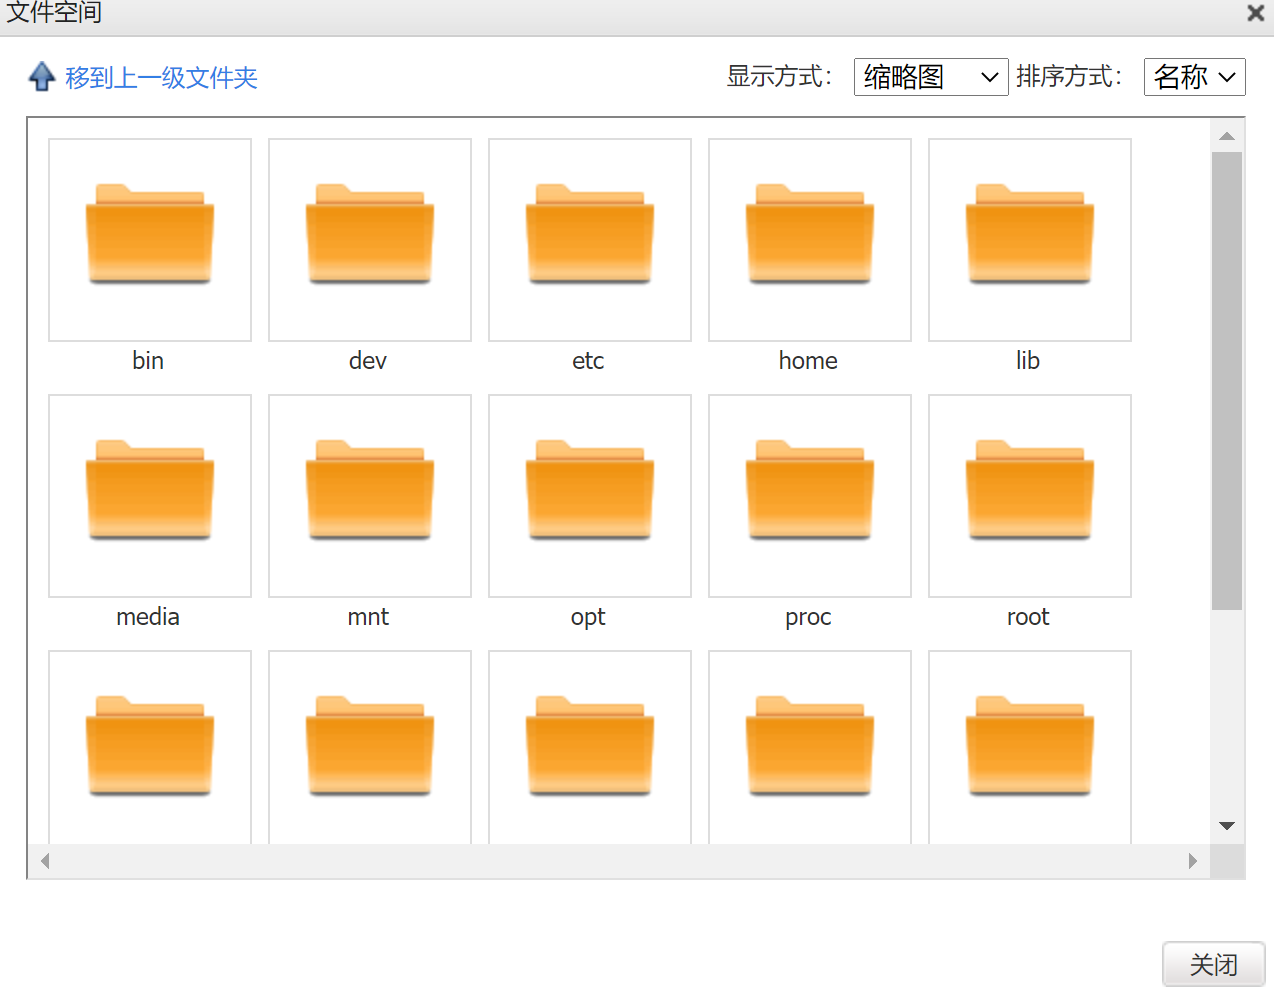 文件空间
移到上一级文件夹 显示方式： 缩略图 排序方式： 名称
bin dev etc home lib
media mnt opt proc root
关闭